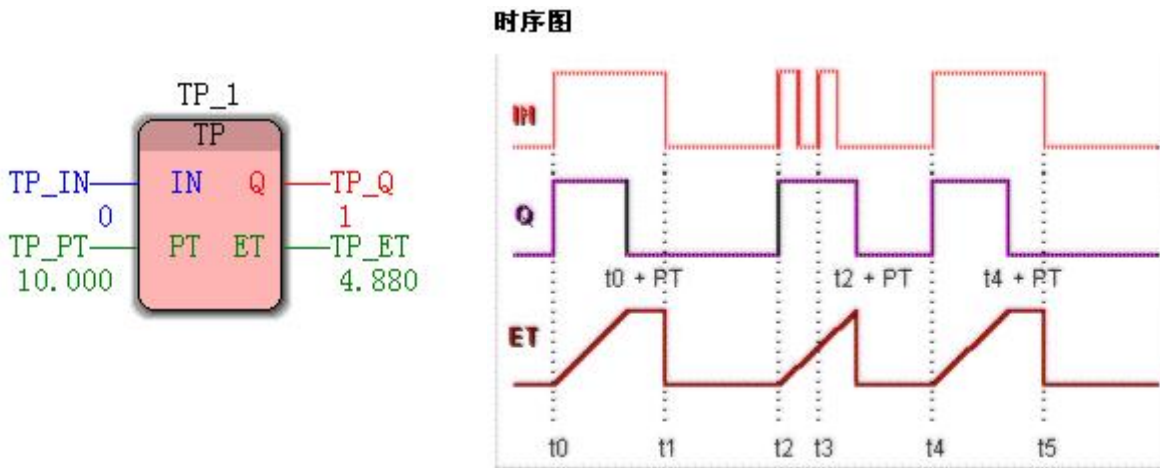 时序图
TP_1
TP
TP_IN IN Q TP_Q
0 1
TP_PT PT ET TP_ET
10.000 4.880
IN
Q
t0 + PT t2 + PT t4 + PT
ET
t0 t1 t2 t3 t4 t5